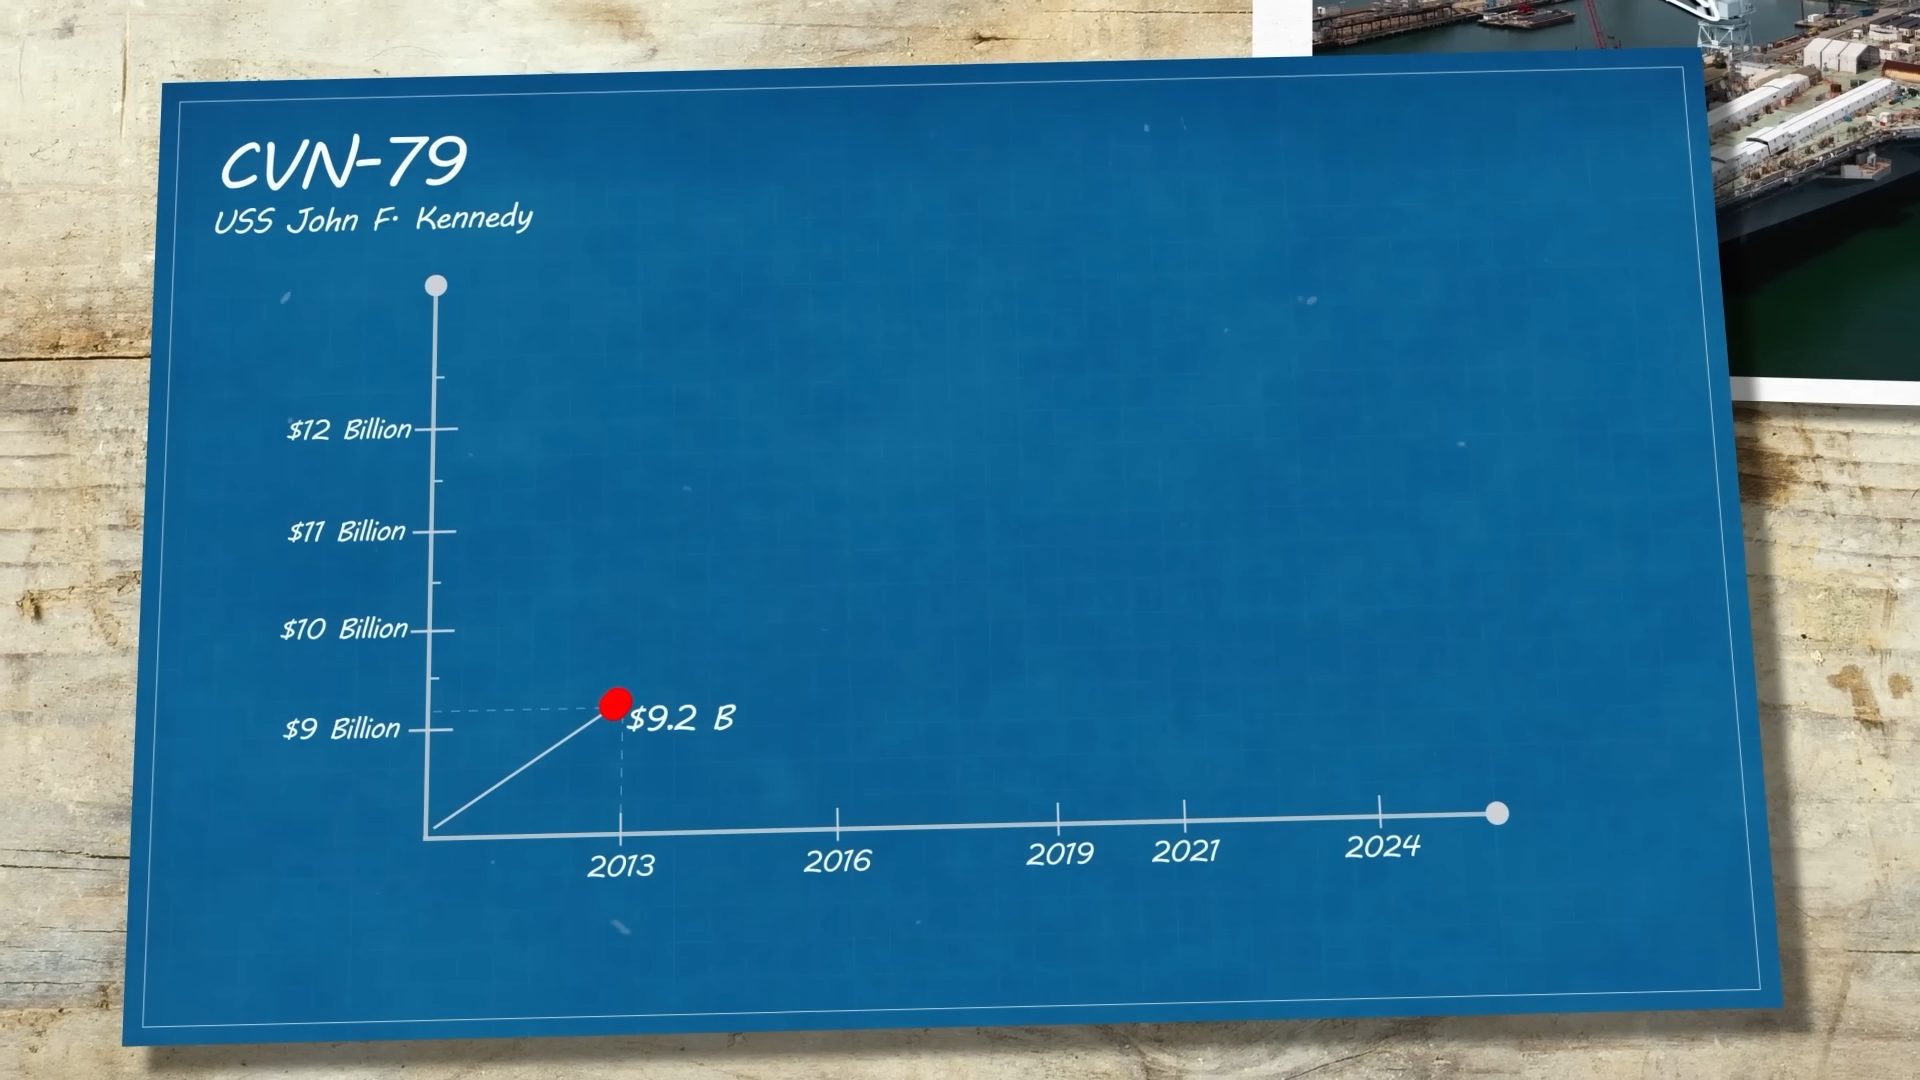 CVN-79
USS John F. Kennedy
$12 Billion
$11 Billion
$10 Billion
$9 Billion
$9.2 B
2013 2016 2019 2021 2024